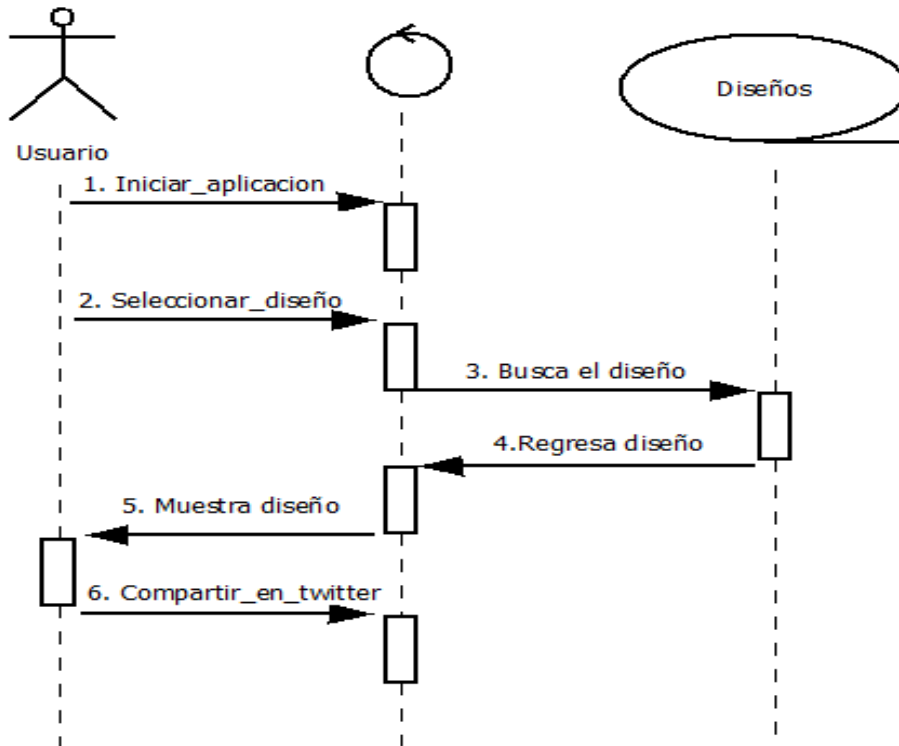 Diseños
Usuario
1. Iniciar_aplicacion
2. Seleccionar_diseño
3. Busca el diseño
4.Regresa diseño
5. Muestra diseño
6. Compartir_en_twitter